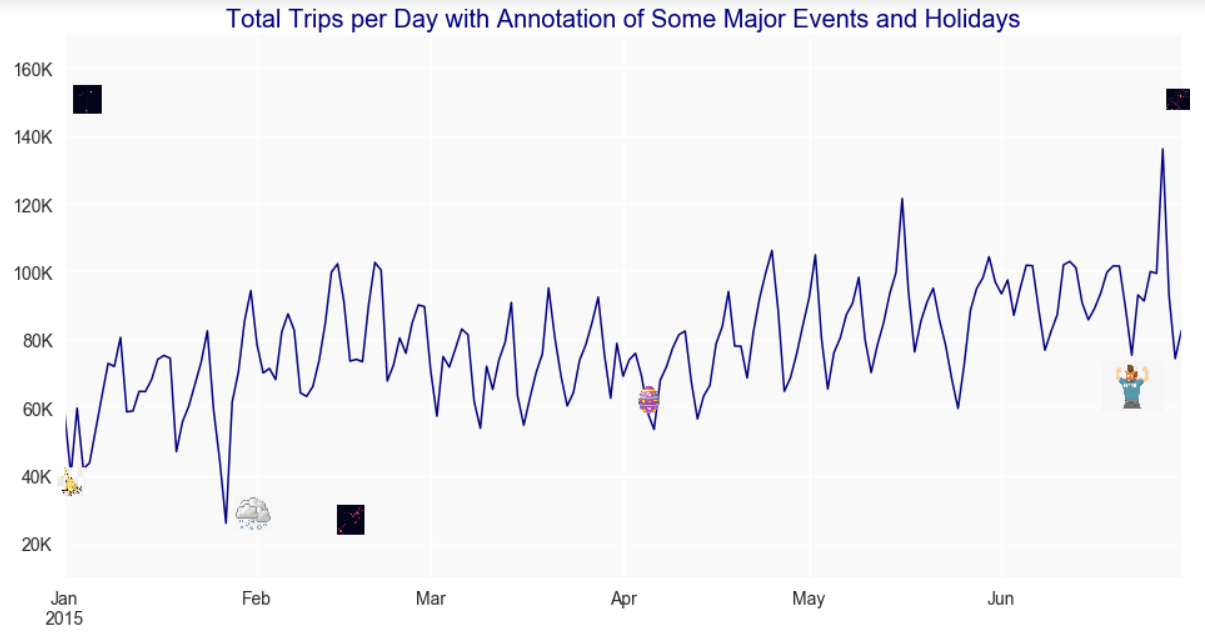 Total Trips per Day with Annotation of Some Major Events and Holidays
160K
140K
120K
100K
80K
60K
40K
20K
Jan Feb Mar Apr May Jun
2015